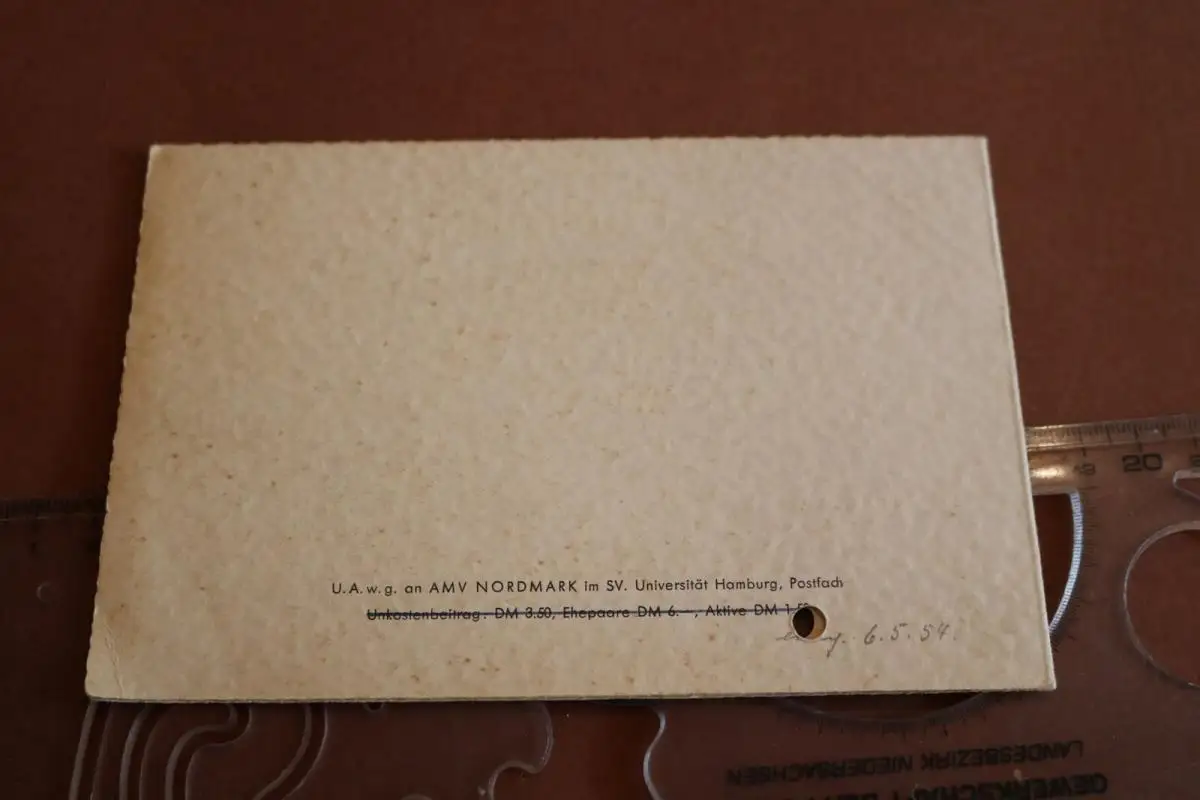 U.A.w.g. an AMV NORDMARK im SV. Universität Hamburg, Postfach
Unkostenbeitrag: DM 3.50, Ehepaare DM 6.—, Aktive DM
6.5.54.
20
LANDESBEZIRK NIEDERSACHSEN